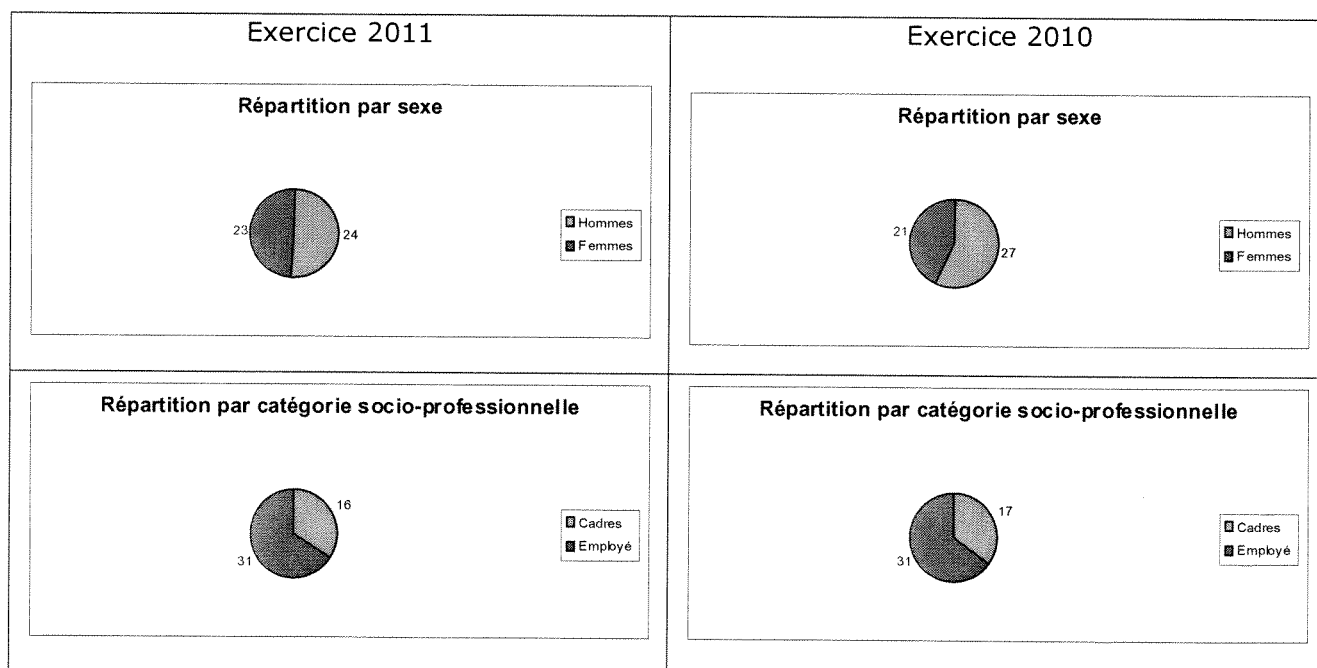 Exercice 2011
Répartition par sexe
23
24
Hommes
Femmes
Exercice 2010
Répartition par sexe
21
27
Hommes
Femmes
Répartition par catégorie socio-professionnelle
16
31
Cadres
Employé
Répartition par catégorie socio-professionnelle
17
31
Cadres
Employé